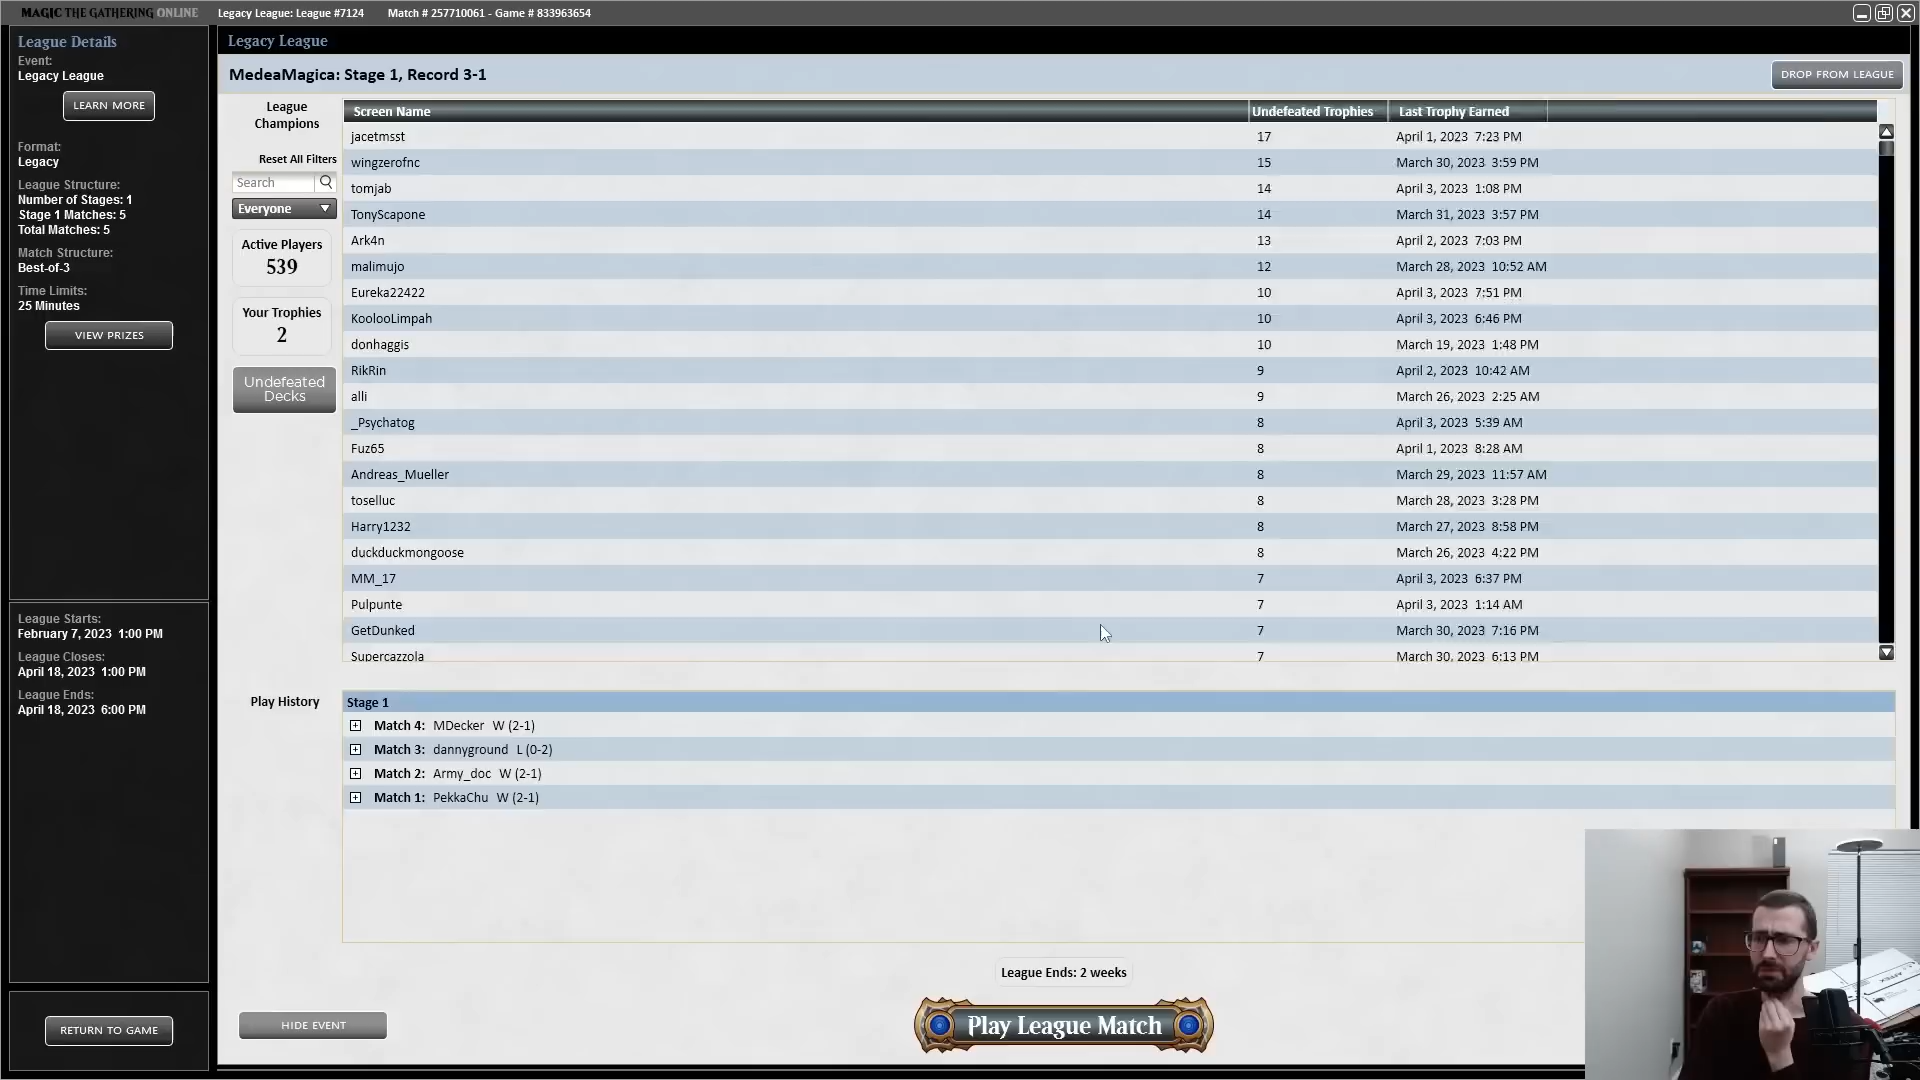 MAGIC THE GATHERING ONLINE Legacy League: League #7124 Match # 257710061 - Game # 833963654
League Details
Event:
Legacy League
LEARN MORE
Format:
Legacy
League Structure:
Number of Stages: 1
Stage 1 Matches: 5
Total Matches: 5
Match Structure:
Best-of-3
Time Limits:
25 Minutes
VIEW PRIZES
League Starts:
February 7, 2023 1:00 PM
League Closes:
April 18, 2023 1:00 PM
League Ends:
April 18, 2023 6:00 PM
RETURN TO GAME
Legacy League
MedeaMagica: Stage 1, Record 3-1
DROP FROM LEAGUE
League
Champions
Reset All Filters
Search
Everyone
Active Players
539
Your Trophies
2
Undefeated
Decks
Screen Name Undefeated Trophies Last Trophy Earned
jacetmsst 17 April 1, 2023 7:23 PM
wingzerofnc 15 March 30, 2023 3:59 PM
tomjab 14 April 3, 2023 1:08 PM
TonyScapone 14 March 31, 2023 3:57 PM
Ark4n 13 April 2, 2023 7:03 PM
malimujo 12 March 28, 2023 10:52 AM
Eureka22422 10 April 3, 2023 7:51 PM
KoolooLimpah 10 April 3, 2023 6:46 PM
donhaggis 10 March 19, 2023 1:48 PM
RikRin 9 April 2, 2023 10:42 AM
alli 9 March 26, 2023 2:25 AM
_Psychatog 8 April 3, 2023 5:39 AM
Fuz65 8 April 1, 2023 8:28 AM
Andreas_Mueller 8 March 29, 2023 11:57 AM
toselluc 8 March 28, 2023 3:28 PM
Harry1232 8 March 27, 2023 8:58 PM
duckduckmongoose 8 March 26, 2023 4:22 PM
MM_17 7 April 3, 2023 6:37 PM
Pulpunte 7 April 3, 2023 1:14 AM
GetDunked 7 March 30, 2023 7:16 PM
Supercazzola 7 March 30, 2023 6:13 PM
Play History
Stage 1
Match 4: MDecker W (2-1)
Match 3: dannyground L (0-2)
Match 2: Army_doc W (2-1)
Match 1: PekkaChu W (2-1)
League Ends: 2 weeks
HIDE EVENT
Play League Match